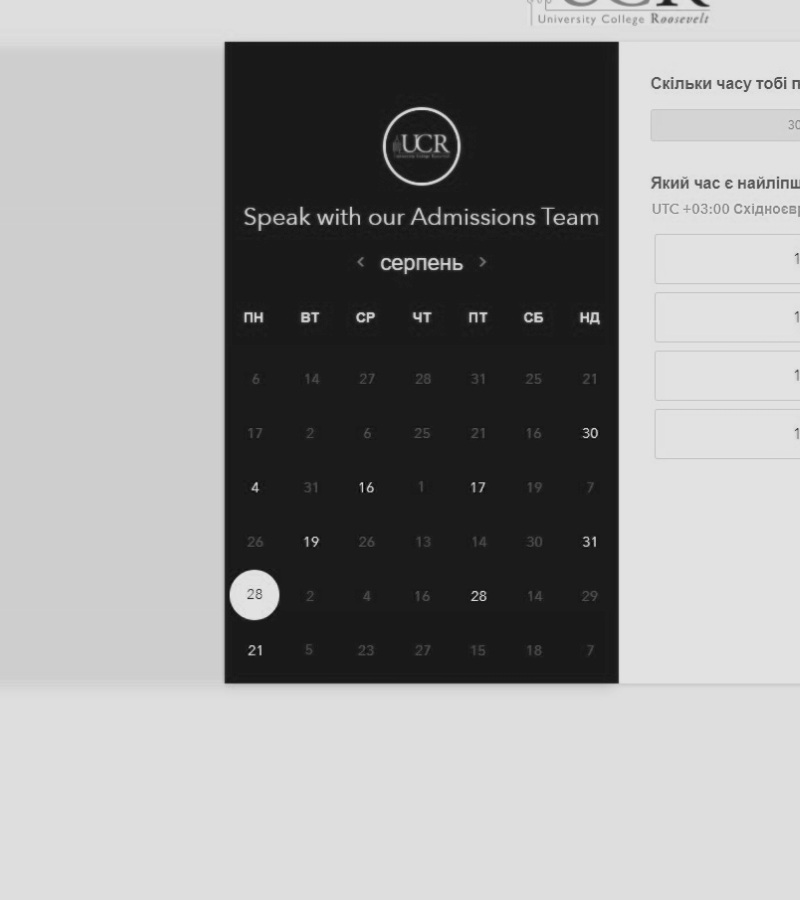 UCR
University College Roosevelt
UCR
Speak with our Admissions Team
< серпень >
ПН ВТ СР ЧТ ПТ СБ НД
6 14 27 28 31 25 21
17 2 6 25 21 16 30
4 31 16 1 17 19 7
26 19 26 13 14 30 31
28 2 4 16 28 14 29
21 5 23 27 15 18 7
Скільки часу тобі п
30
Який час є найліпш
UTC +03:00 Східноєвр
1
1
1
1